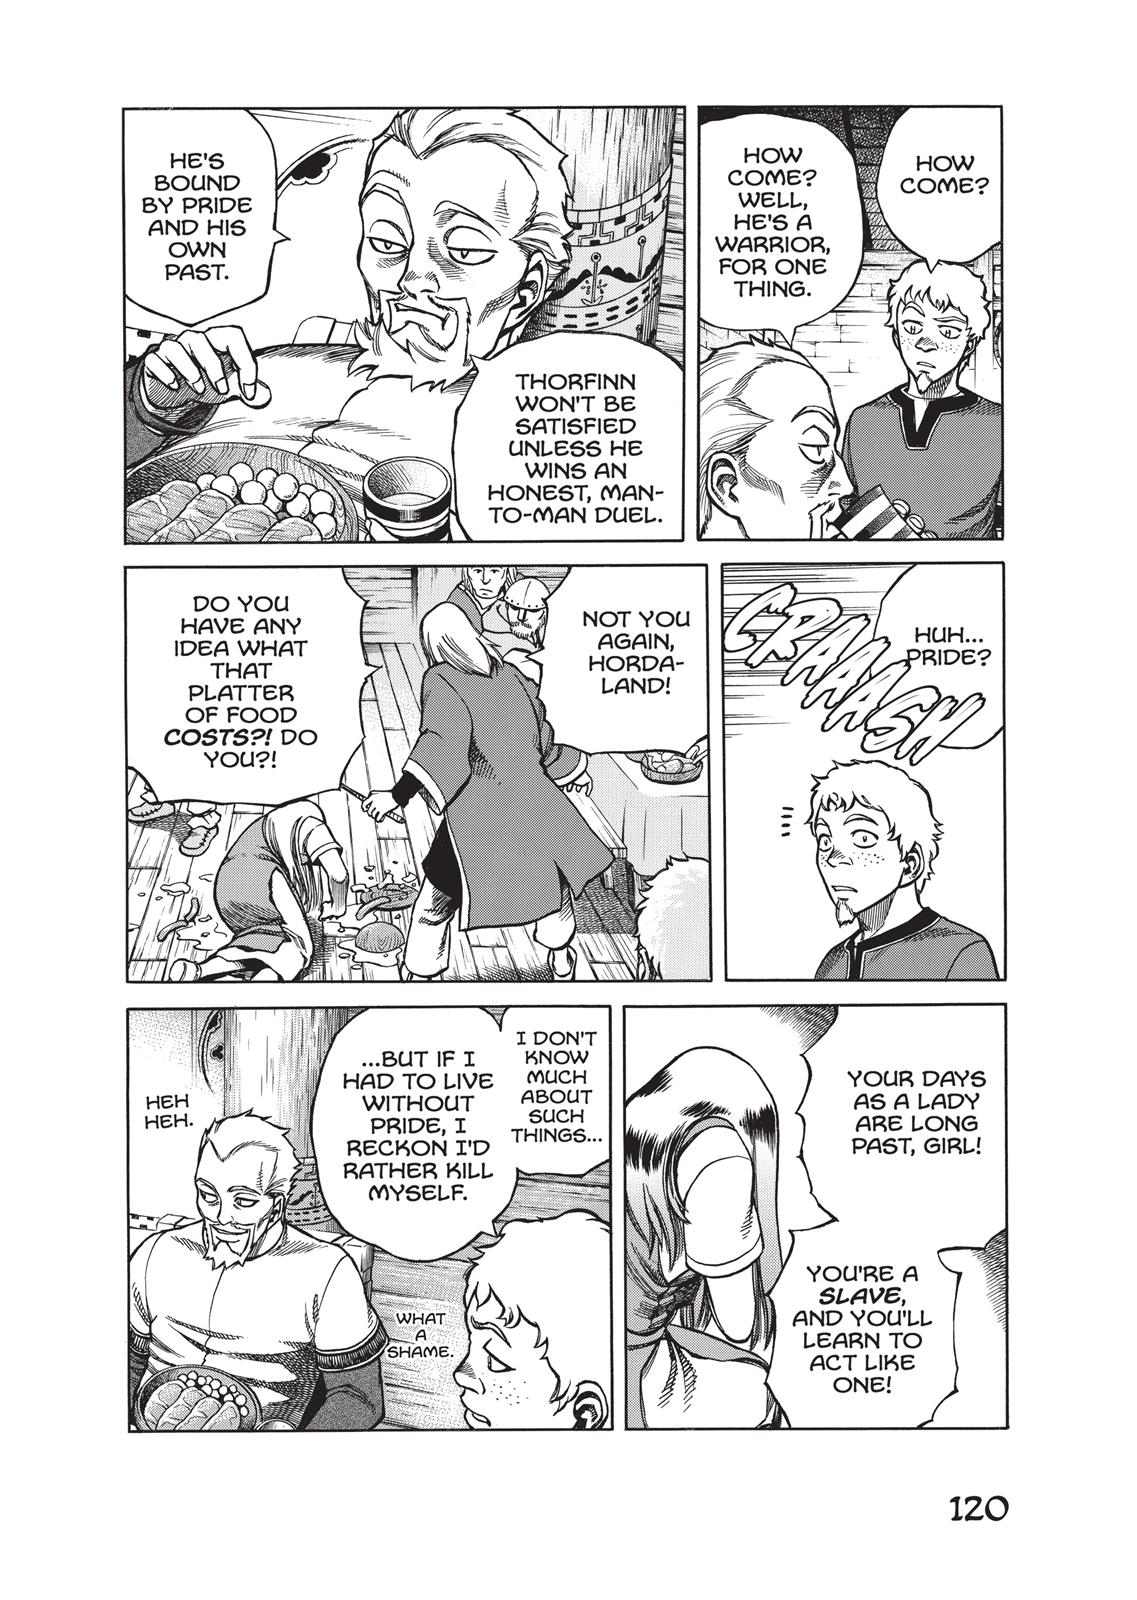 HOW
COME?
HOW
COME?
WELL,
HE'S A
WARRIOR,
FOR ONE
THING.
HE'S
BOUND
BY PRIDE
AND HIS
OWN
PAST.
THORFINN
WON'T BE
SATISFIED
UNLESS HE
WINS AN
HONEST, MAN-
TO-MAN DUEL.
HUH...
PRIDE?
CRAAASH
NOT YOU
AGAIN,
HORDA-
LAND!
DO YOU
HAVE ANY
IDEA WHAT
THAT
PLATTER
OF FOOD
COSTS?! DO
YOU?!
YOUR DAYS
AS A LADY
ARE LONG
PAST, GIRL!
YOU'RE A
SLAVE,
AND YOU'LL
LEARN TO
ACT LIKE
ONE!
I DON'T
KNOW
MUCH
ABOUT
SUCH
THINGS...
...BUT IF I
HAD TO LIVE
WITHOUT
PRIDE, I
RECKON I'D
RATHER KILL
MYSELF.
HEH
HEH.
WHAT
A
SHAME.
120